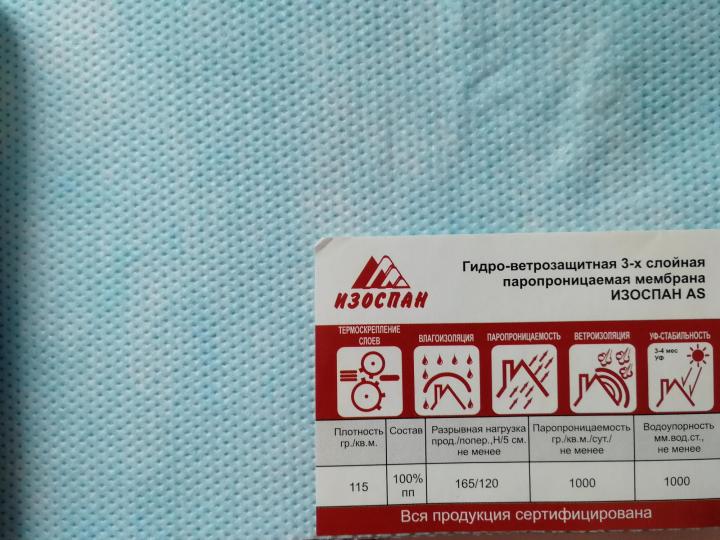 Гидро-ветрозащитная 3-х слойная
паропроницаемая мембрана
ИЗОСПАН AS
ИЗОСПАН
ТЕРМОСКРЕПЛЕНИЕ
СЛОЕВ
ВЛАГОИЗОЛЯЦИЯ
ПАРОПРОНИЦАЕМОСТЬ
ВЕТРОИЗОЛЯЦИЯ
УФ-СТАБИЛЬНОСТЬ
3-4 мес
УФ
Плотность
гр./кв.м.
Состав
Разрывная нагрузка
прод./попер.,Н/5 см.
не менее
Паропроницаемость
гр./кв.м./сут./
не менее
Водоупорность
мм.вод.ст.,
не менее
115
100%
пп
165/120
1000
1000
Вся продукция сертифицирована